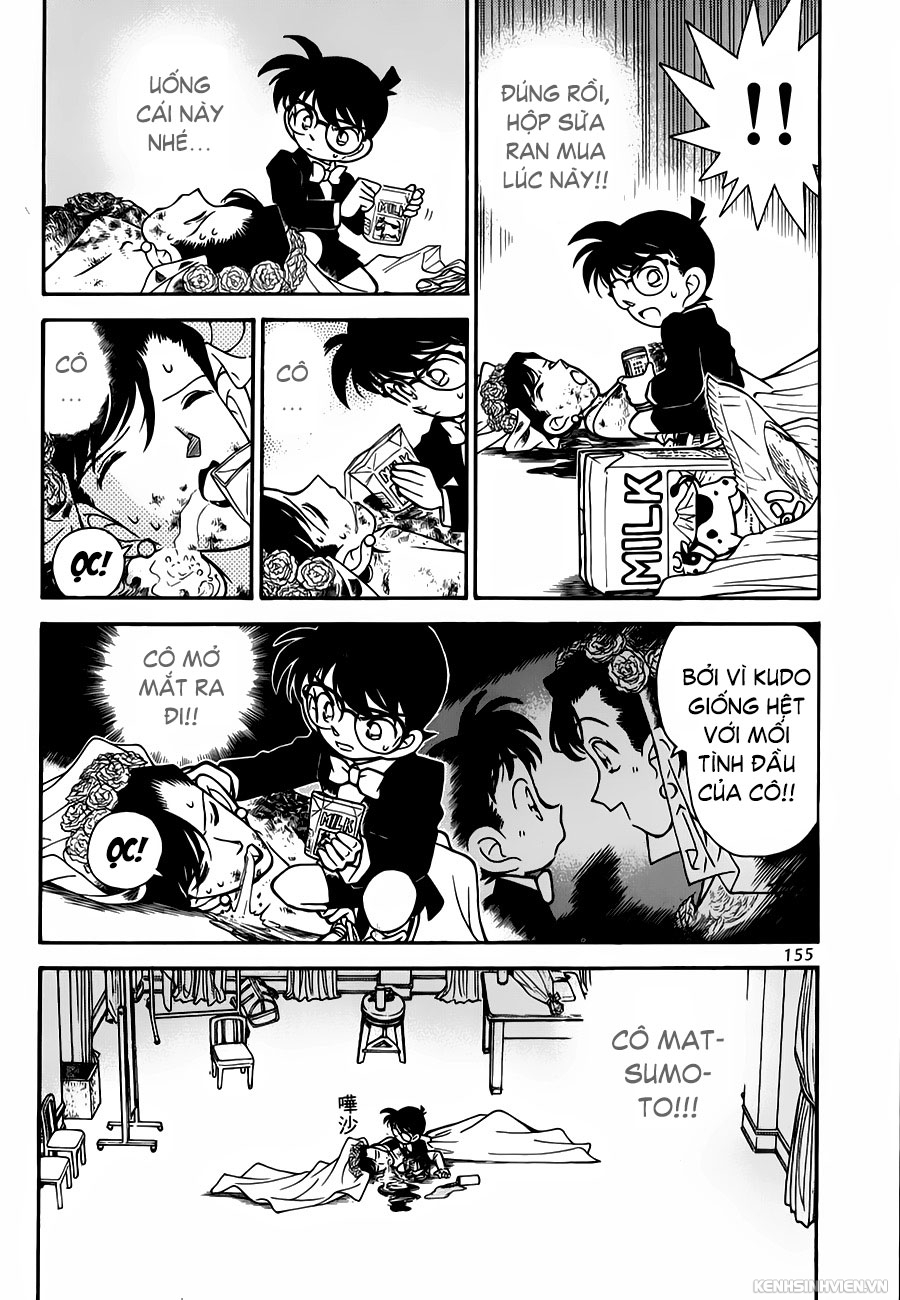 !!
ĐÚNG RỒI,
HỘP SỮA
RAN MUA
LÚC NÀY!!
MILK
UỐNG
CÁI NÀY
NHÉ...
MILK
CÔ
...
CÔ
...
ỌC!
BỞI VÌ KUDO
GIỐNG HỆT
VỚI MỐI
TÌNH ĐẦU
CỦA CÔ!!
CÔ MỞ
MẮT RA
ĐI!!
MILK
ỌC!
155
CÔ MAT-
SUMO-
TO!!!
嘩
沙
KENHSINHVIEN.VN